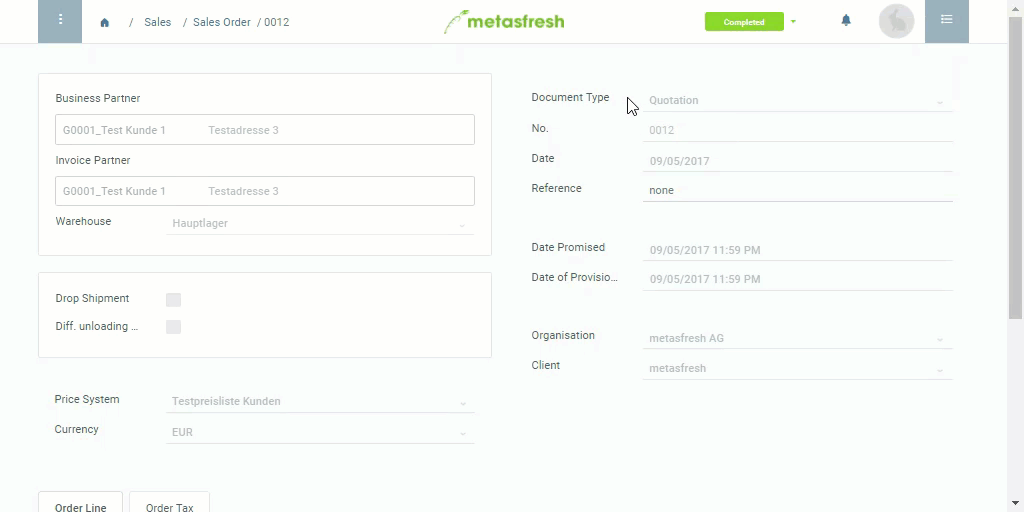 / Sales / Sales Order / 0012
metasfresh
Completed
Business Partner
G0001_Test Kunde 1 Testadresse 3
Invoice Partner
G0001_Test Kunde 1 Testadresse 3
Warehouse Hauptlager
Drop Shipment
Diff. unloading ...
Price System Testpreisliste Kunden
Currency EUR
Document Type Quotation
No. 0012
Date 09/05/2017
Reference none
Date Promised 09/05/2017 11:59 PM
Date of Provisio... 09/05/2017 11:59 PM
Organisation metasfresh AG
Client metasfresh
Order Line Order Tax